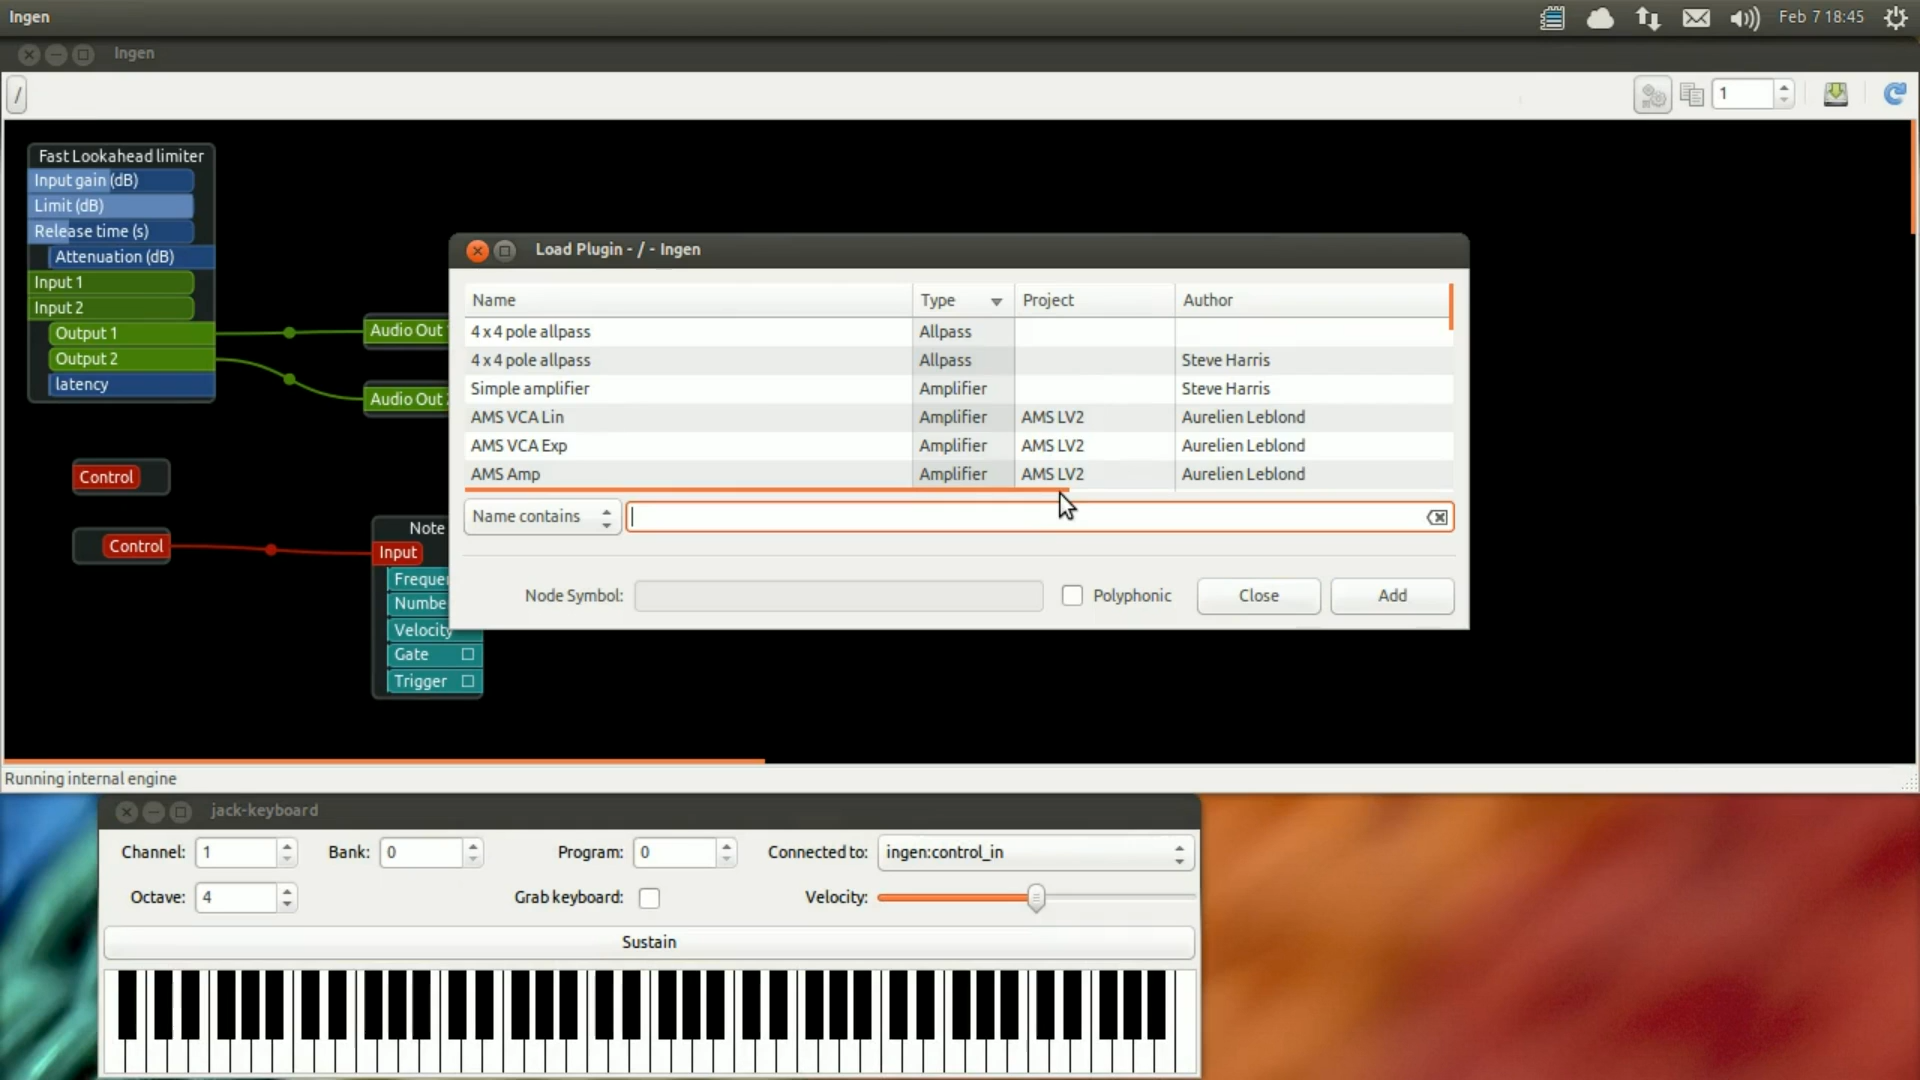 Ingen
Feb 7 18:45
Ingen
/
1
Fast Lookahead limiter
Input gain (dB)
Limit (dB)
Release time (s)
Attenuation (dB)
Input 1
Input 2
Output 1
Output 2
latency
Audio Out
Audio Out
Control
Control
Note
Input
Freque
Numbe
Velocity
Gate
Trigger
Load Plugin - / - Ingen
Name Type Project Author
4 x 4 pole allpass Allpass
4 x 4 pole allpass Allpass Steve Harris
Simple amplifier Amplifier Steve Harris
AMS VCA Lin Amplifier AMS LV2 Aurelien Leblond
AMS VCA Exp Amplifier AMS LV2 Aurelien Leblond
AMS Amp Amplifier AMS LV2 Aurelien Leblond
Name contains
Node Symbol: Polyphonic Close Add
Running internal engine
jack-keyboard
Channel: 1 Bank: 0 Program: 0 Connected to: ingen:control_in
Octave: 4 Grab keyboard: Velocity:
Sustain